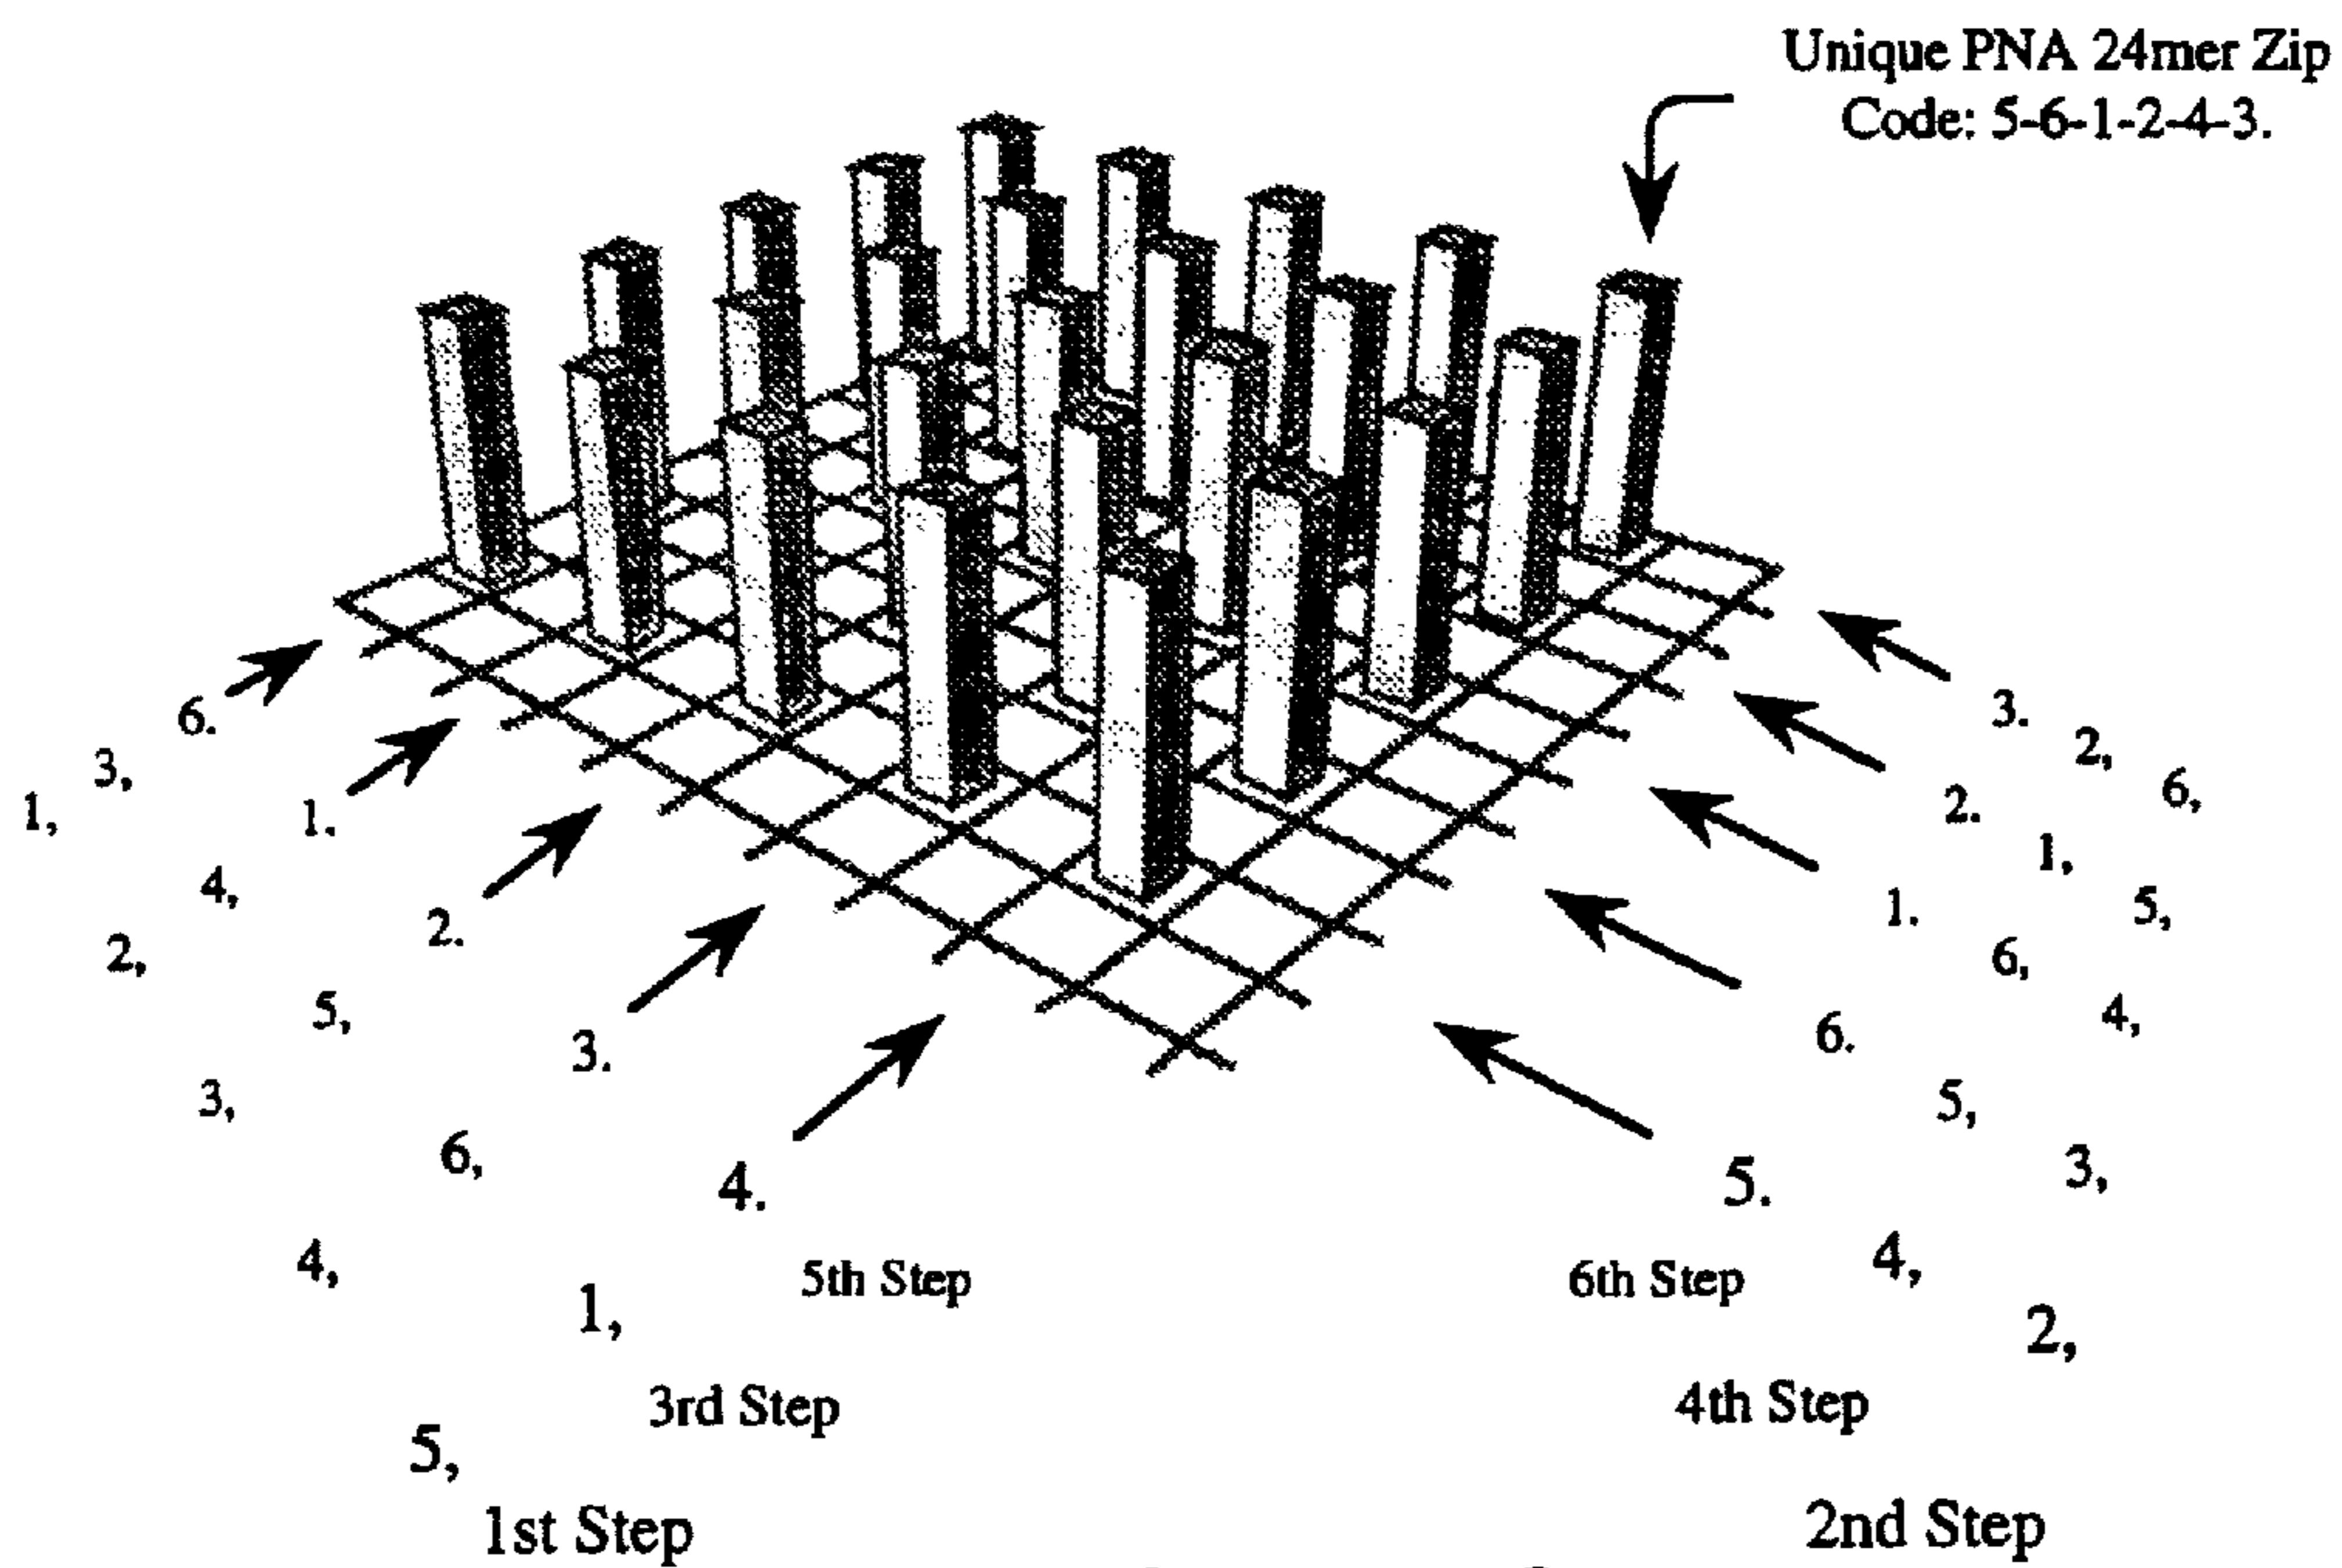 Unique PNA 24mer Zip
Code: 5-6-1-2-4-3.
1, 3, 6.
2, 4, 1.
3, 5, 2.
4, 6, 3.
5, 1, 4.
3. 2, 6,
2. 1, 5,
1. 6, 4,
6. 5, 3,
5. 4, 2,
5th Step
6th Step
3rd Step
4th Step
1st Step
2nd Step